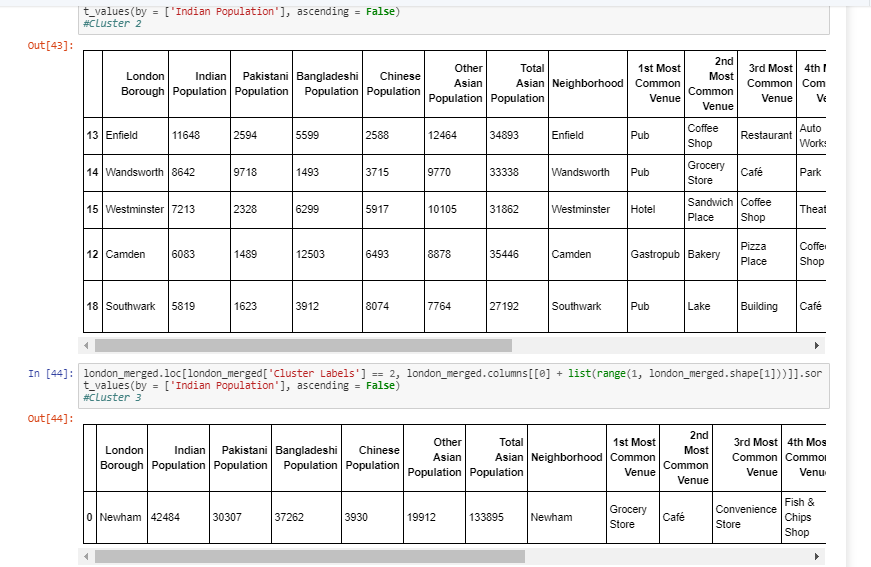 t_values(by = ['Indian Population'], ascending = False)
#Cluster 2
Out[43]:
London Borough Indian Population Pakistani Population Bangladeshi Population Chinese Population Other Asian Population Total Asian Population Neighborhood 1st Most Common Venue 2nd Most Common Venue 3rd Most Common Venue 4th
13 Enfield 11648 2594 5599 2588 12464 34893 Enfield Pub Coffee Shop Restaurant Auto
14 Wandsworth 8642 9718 1493 3715 9770 33338 Wandsworth Pub Grocery Store Café Park
15 Westminster 7213 2328 6299 5917 10105 31862 Westminster Hotel Sandwich Place Coffee Shop
12 Camden 6083 1489 12503 6493 8878 35446 Camden Gastropub Bakery Pizza Place Shop
18 Southwark 5819 1623 3912 8074 7764 27192 Southwark Pub Lake Building Café
In [44]: london_merged.loc[london_merged['Cluster Labels'] == 2, london_merged.columns[[0] + list(range(1, london_merged.shape[1]))]].sor
t_values(by = ['Indian Population'], ascending = False)
#Cluster 3
Out[44]:
London Borough Indian Population Pakistani Population Bangladeshi Population Chinese Population Other Asian Population Total Asian Population Neighborhood 1st Most Common Venue 2nd Most Common Venue 3rd Most Common Venue 4th
0 Newham 42484 30307 37262 3930 19912 133895 Newham Grocery Store Café Convenience Store Fish & Chips Shop